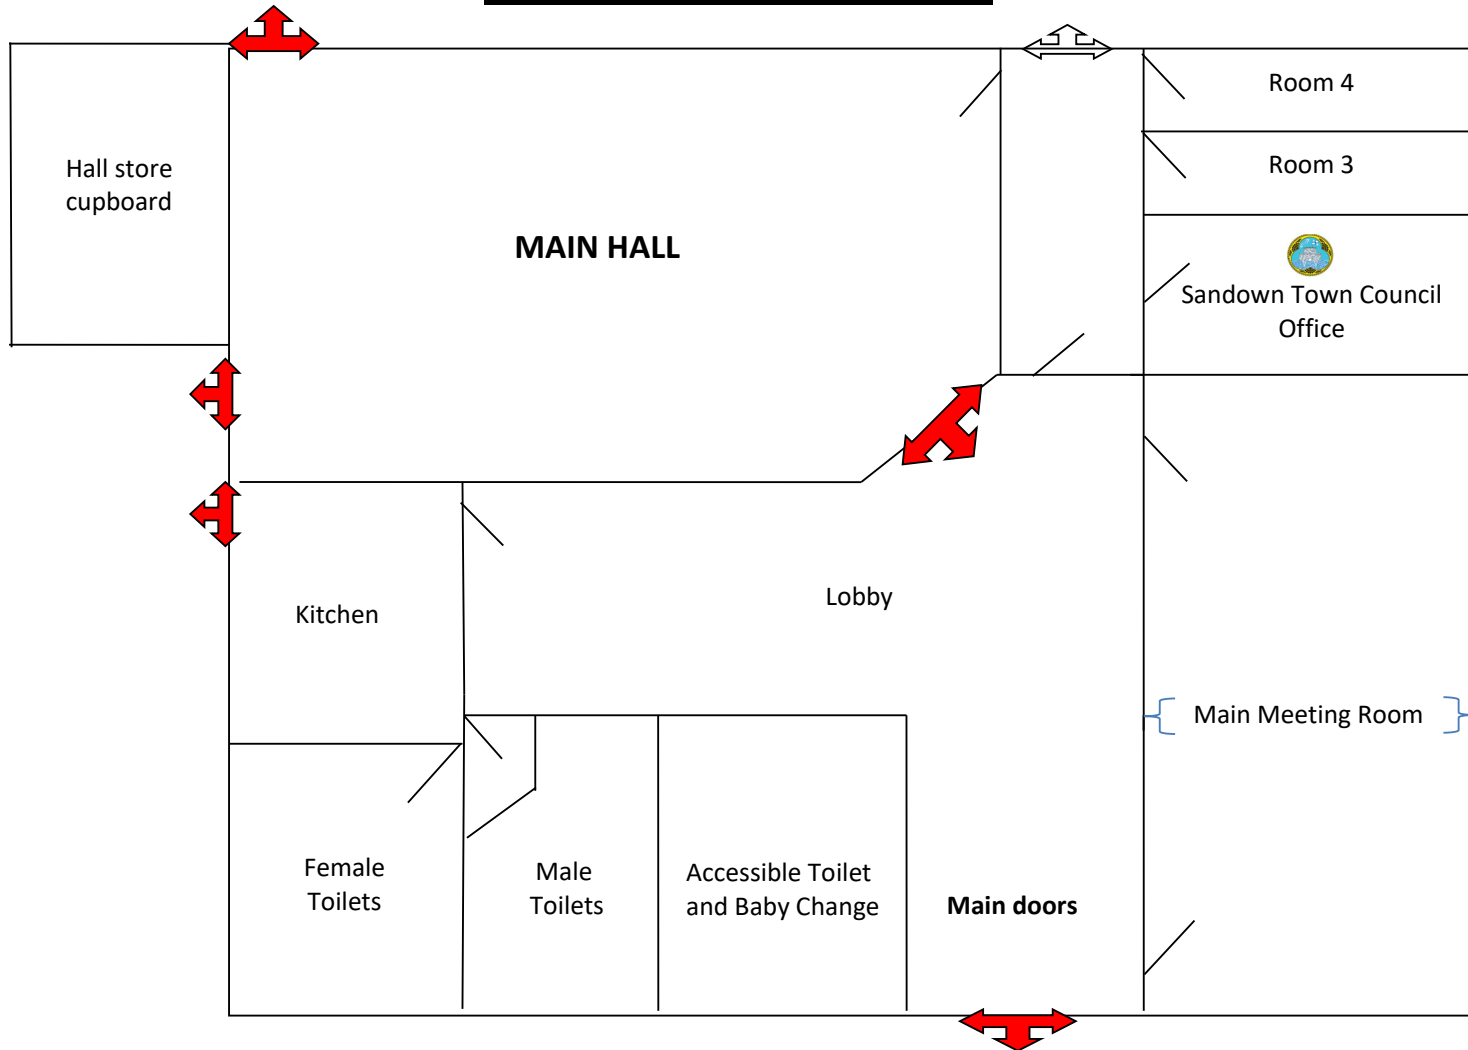 Room 4
Hall store
cupboard
Room 3
MAIN HALL
Sandown Town Council
Office
Lobby
Kitchen
Main Meeting Room
Female
Toilets
Male
Toilets
Accessible Toilet
and Baby Change
Main doors